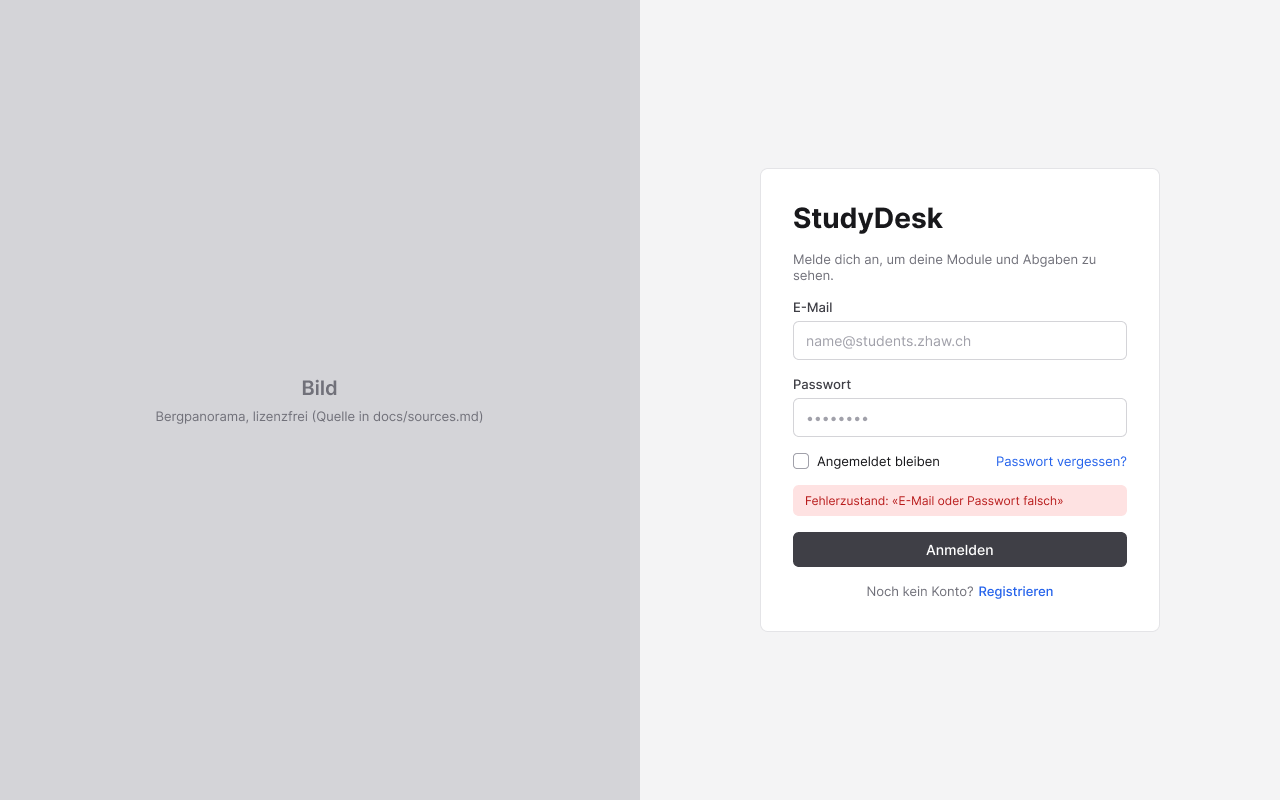 Bild
Bergpanorama, lizenzfrei (Quelle in docs/sources.md)
StudyDesk
Melde dich an, um deine Module und Abgaben zu
sehen.
E-Mail
name@students.zhaw.ch
Passwort
••••••••
Angemeldet bleiben
Passwort vergessen?
Fehlerzustand: «E-Mail oder Passwort falsch»
Anmelden
Noch kein Konto? Registrieren